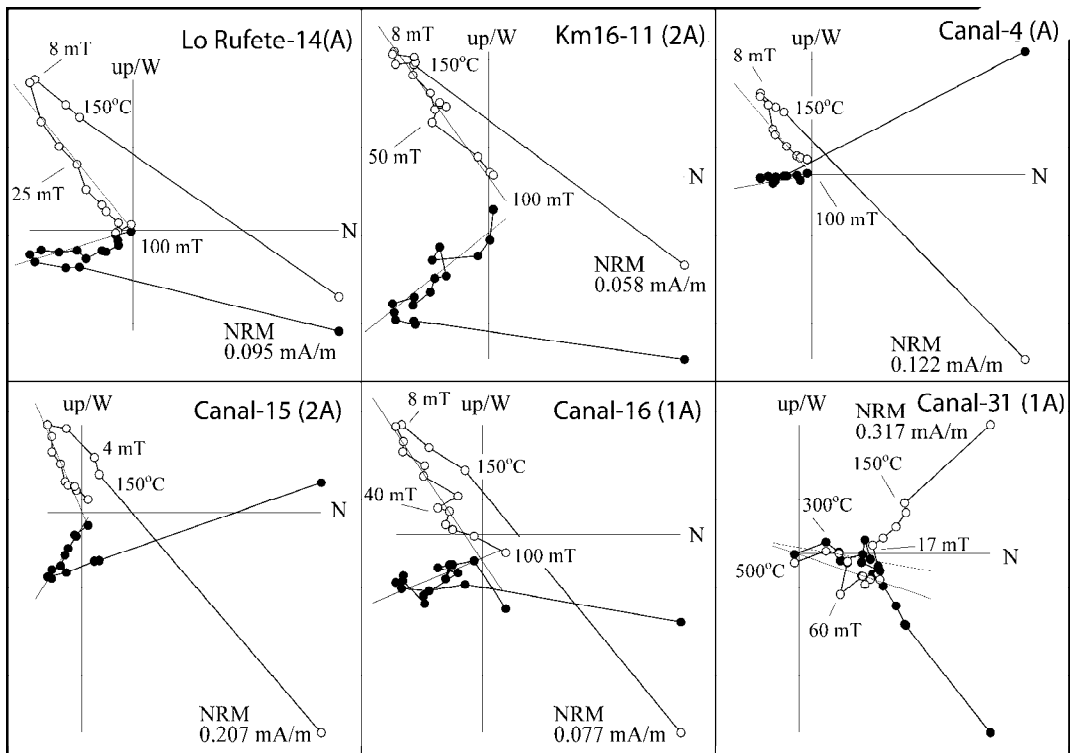 Lo Rufete-14(A)
8 mT
up/W
150°C
25 mT
N
100 mT
NRM
0.095 mA/m
Km16-11 (2A)
8 mT
up/W
150°C
50 mT
N
100 mT
NRM
0.058 mA/m
Canal-4 (A)
up/W
8 mT
150°C
N
100 mT
NRM
0.122 mA/m
Canal-15 (2A)
up/W
4 mT
150°C
N
NRM
0.207 mA/m
Canal-16 (1A)
up/W
8 mT
150°C
40 mT
N
100 mT
NRM
0.077 mA/m
Canal-31 (1A)
up/W
NRM
0.317 mA/m
150°C
300°C
17 mT
N
500°C
60 mT